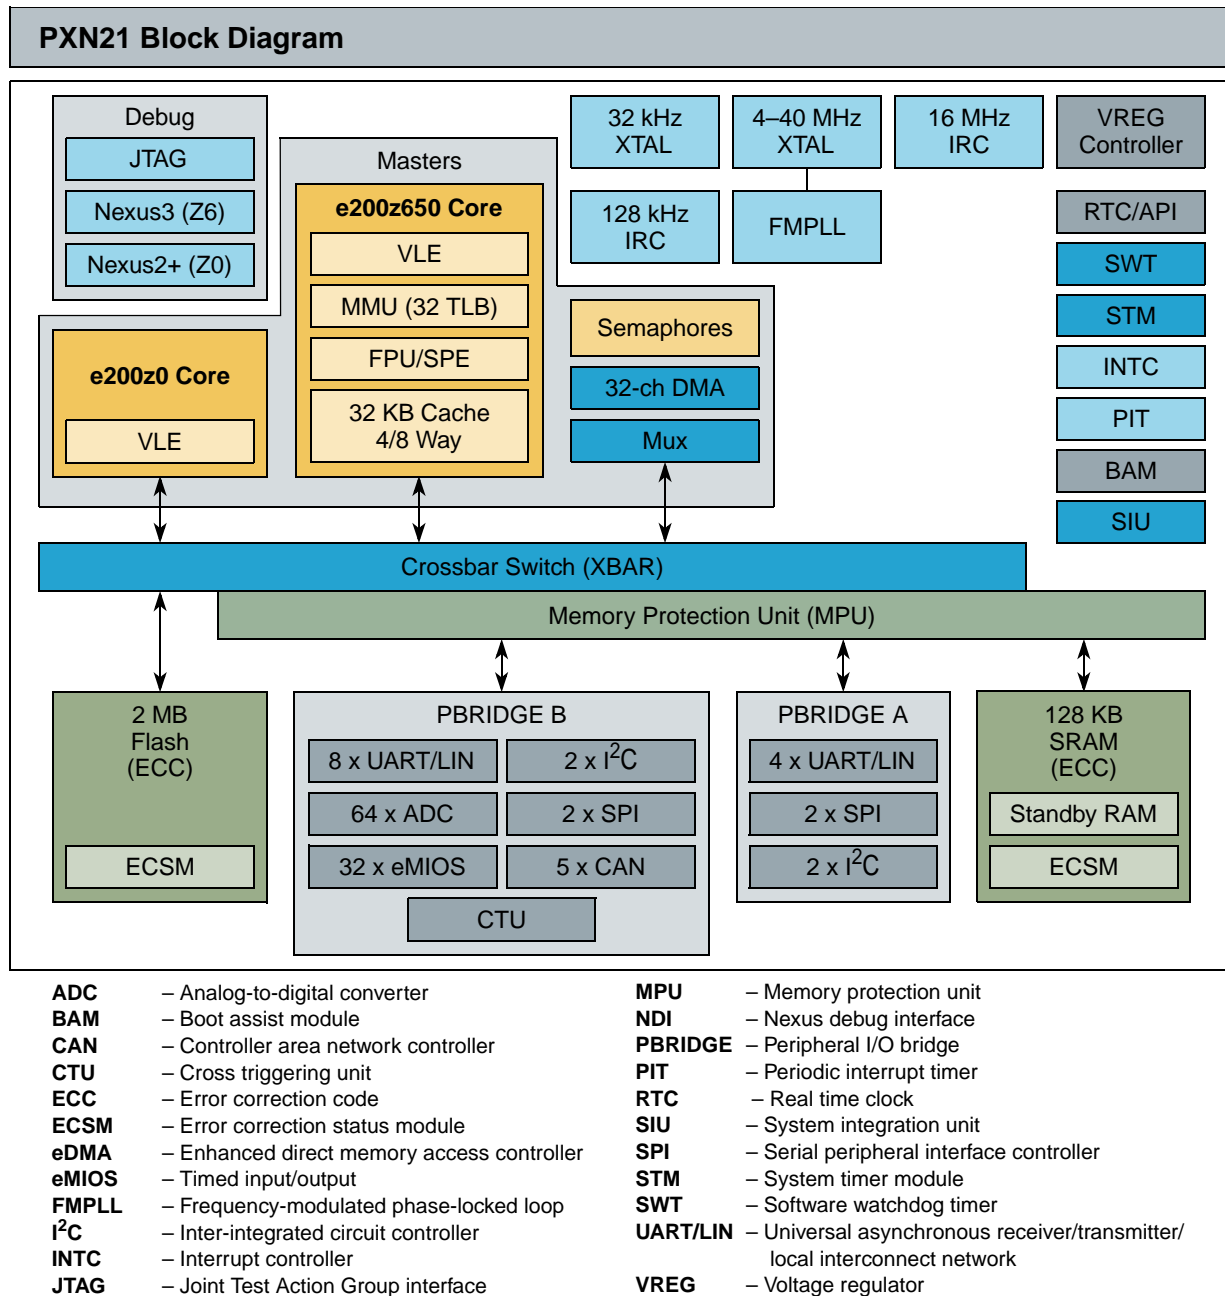 PXN21 Block Diagram
Debug
JTAG
Nexus3 (Z6)
Nexus2+ (Z0)
Masters
e200z650 Core
VLE
MMU (32 TLB)
FPU/SPE
32 KB Cache
4/8 Way
e200z0 Core
VLE
Semaphores
32-ch DMA
Mux
32 kHz
XTAL
4–40 MHz
XTAL
16 MHz
IRC
128 kHz
IRC
FMPLL
VREG
Controller
RTC/API
SWT
STM
INTC
PIT
BAM
SIU
Crossbar Switch (XBAR)
Memory Protection Unit (MPU)
2 MB
Flash
(ECC)
ECSM
PBRIDGE B
8 x UART/LIN
2 x I²C
64 x ADC
2 x SPI
32 x eMIOS
5 x CAN
CTU
PBRIDGE A
4 x UART/LIN
2 x SPI
2 x I²C
128 KB
SRAM
(ECC)
Standby RAM
ECSM
ADC – Analog-to-digital converter
BAM – Boot assist module
CAN – Controller area network controller
CTU – Cross triggering unit
ECC – Error correction code
ECSM – Error correction status module
eDMA – Enhanced direct memory access controller
eMIOS – Timed input/output
FMPLL – Frequency-modulated phase-locked loop
I²C – Inter-integrated circuit controller
INTC – Interrupt controller
JTAG – Joint Test Action Group interface
MPU – Memory protection unit
NDI – Nexus debug interface
PBRIDGE – Peripheral I/O bridge
PIT – Periodic interrupt timer
RTC – Real time clock
SIU – System integration unit
SPI – Serial peripheral interface controller
STM – System timer module
SWT – Software watchdog timer
UART/LIN – Universal asynchronous receiver/transmitter/
local interconnect network
VREG – Voltage regulator